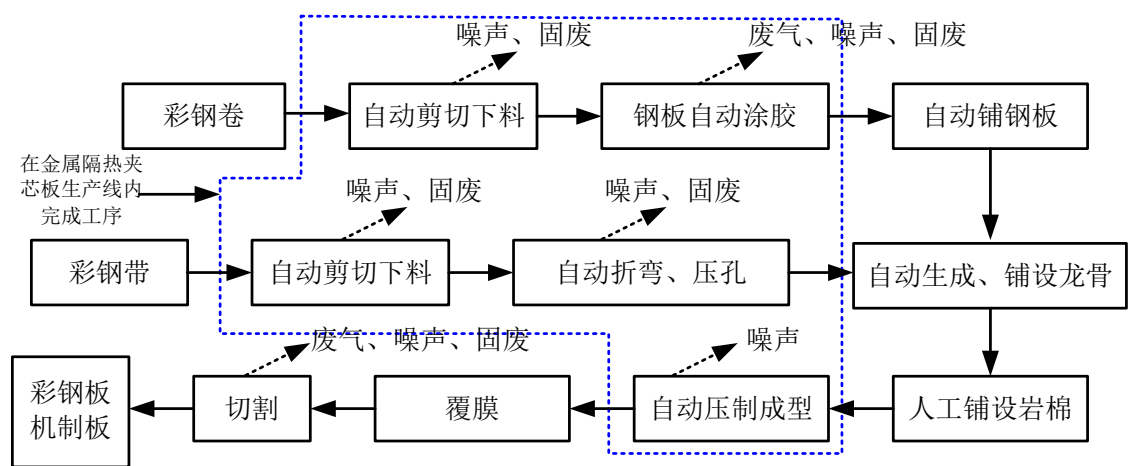 噪声、固废
废气、噪声、固废
彩钢卷
自动剪切下料
钢板自动涂胶
自动铺钢板
在金属隔热夹
芯板生产线内
完成工序
噪声、固废
噪声、固废
彩钢带
自动剪切下料
自动折弯、压孔
自动生成、铺设龙骨
废气、噪声、固废
噪声
彩钢板
机制板
切割
覆膜
自动压制成型
人工铺设岩棉